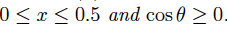 0 ≤ x ≤ 0.5 and cos θ ≥ 0.